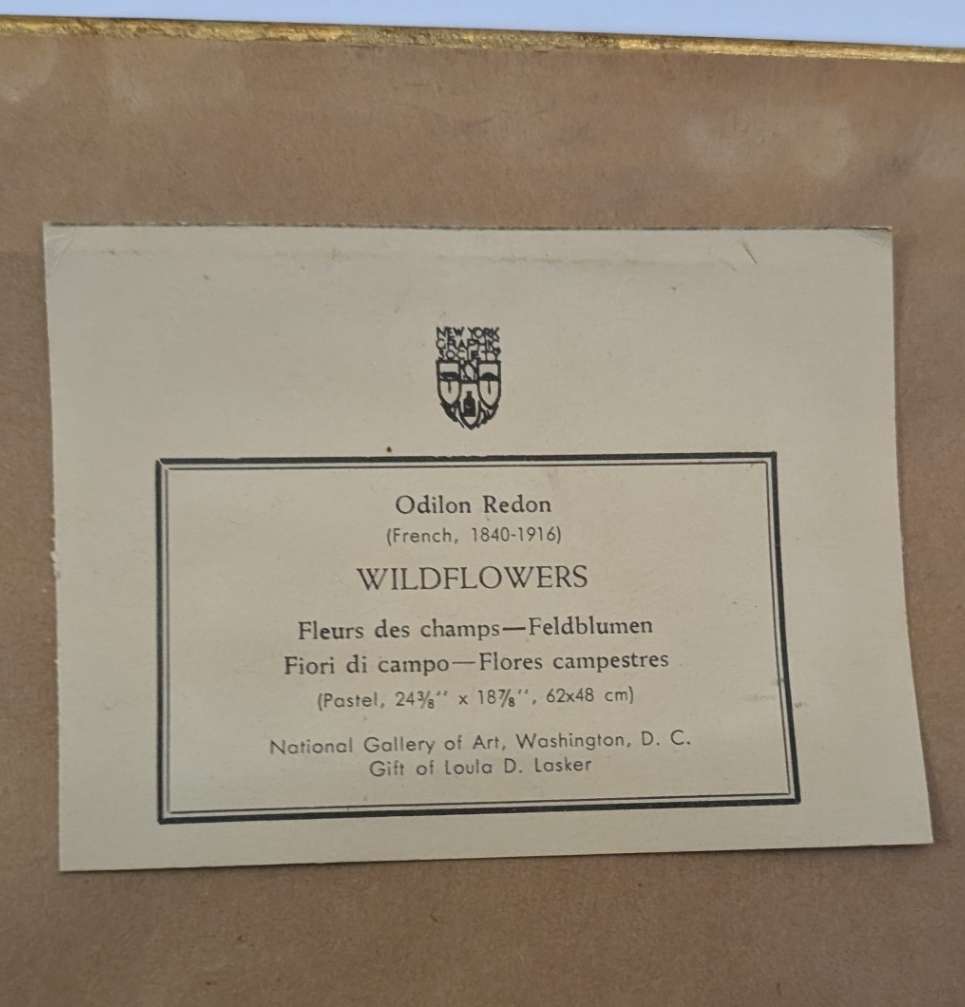 NEW YORK
GRAPHIC
SOCIETY
Odilon Redon
(French, 1840-1916)
WILDFLOWERS
Fleurs des champs—Feldblumen
Fiori di campo—Flores campestres
(Pastel, 24⅜″ x 18⅞″, 62x48 cm)
National Gallery of Art, Washington, D. C.
Gift of Loula D. Lasker